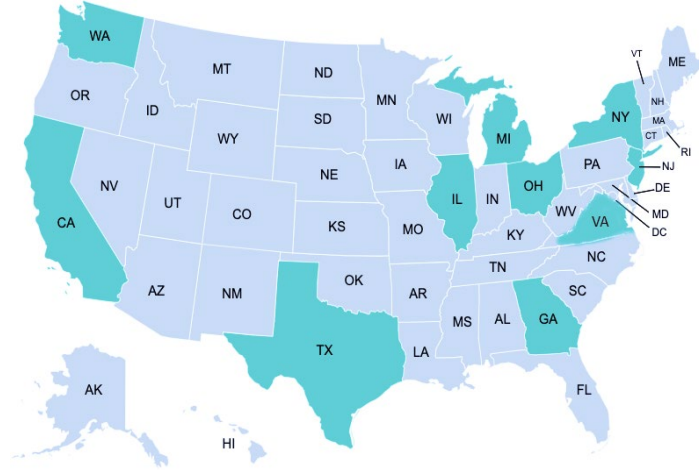 WA
MT
ND
MN
VT
ME
OR
ID
SD
WI
MI
NY
NH
MA
CT
RI
WY
IA
NE
PA
NJ
NV
UT
CO
IL
IN
OH
DE
CA
KS
MO
WV
VA
MD
DC
KY
AZ
NM
OK
AR
TN
NC
SC
MS
AL
GA
TX
LA
FL
AK
HI